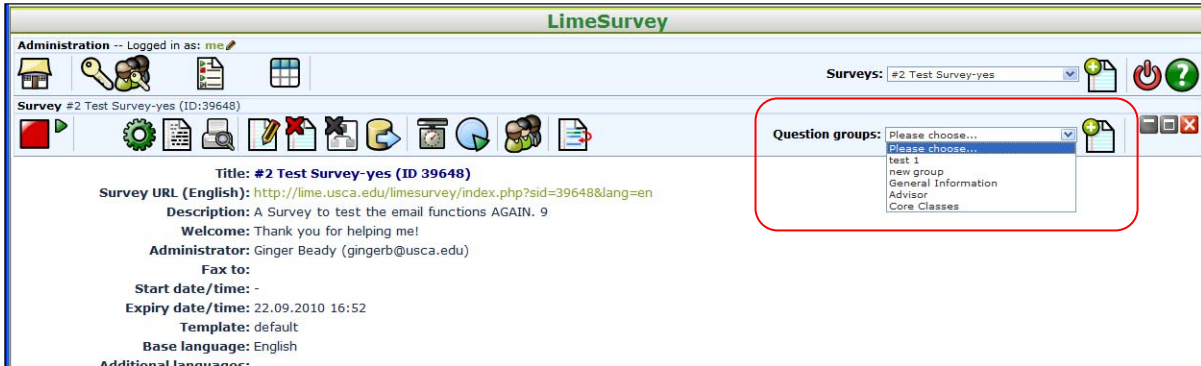 LimeSurvey
Administration -- Logged in as: me
Surveys: #2 Test Survey-yes
Survey #2 Test Survey-yes (ID:39648)
Question groups: Please choose...
Please choose...
test 1
new group
General Information
Advisor
Core Classes
Title: #2 Test Survey-yes (ID 39648)
Survey URL (English): http://lime.usca.edu/limesurvey/index.php?sid=39648&lang=en
Description: A Survey to test the email functions AGAIN. 9
Welcome: Thank you for helping me!
Administrator: Ginger Beady (gingerb@usca.edu)
Fax to:
Start date/time: -
Expiry date/time: 22.09.2010 16:52
Template: default
Base language: English
Additional languages: